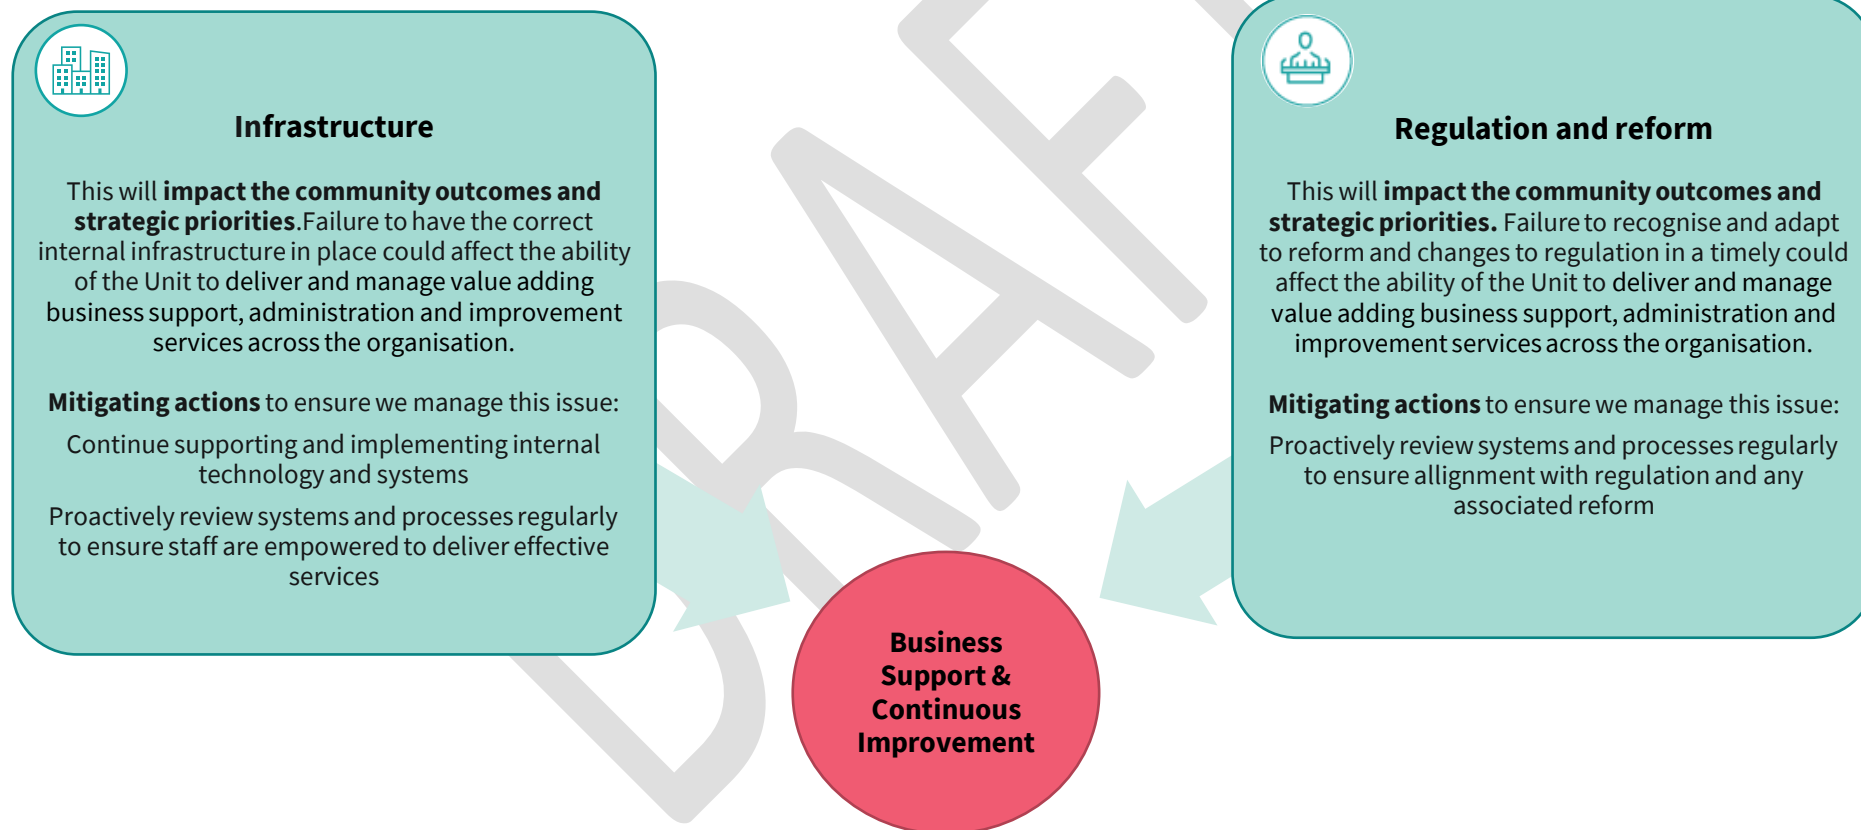 Infrastructure
This will impact the community outcomes and
strategic priorities.Failure to have the correct
internal infrastructure in place could affect the ability
of the Unit to deliver and manage value adding
business support, administration and improvement
services across the organisation.
Mitigating actions to ensure we manage this issue:
Continue supporting and implementing internal
technology and systems
Proactively review systems and processes regularly
to ensure staff are empowered to deliver effective
services
Regulation and reform
This will impact the community outcomes and
strategic priorities. Failure to recognise and adapt
to reform and changes to regulation in a timely could
affect the ability of the Unit to deliver and manage
value adding business support, administration and
improvement services across the organisation.
Mitigating actions to ensure we manage this issue:
Proactively review systems and processes regularly
to ensure allignment with regulation and any
associated reform
Business
Support &
Continuous
Improvement
DRAF